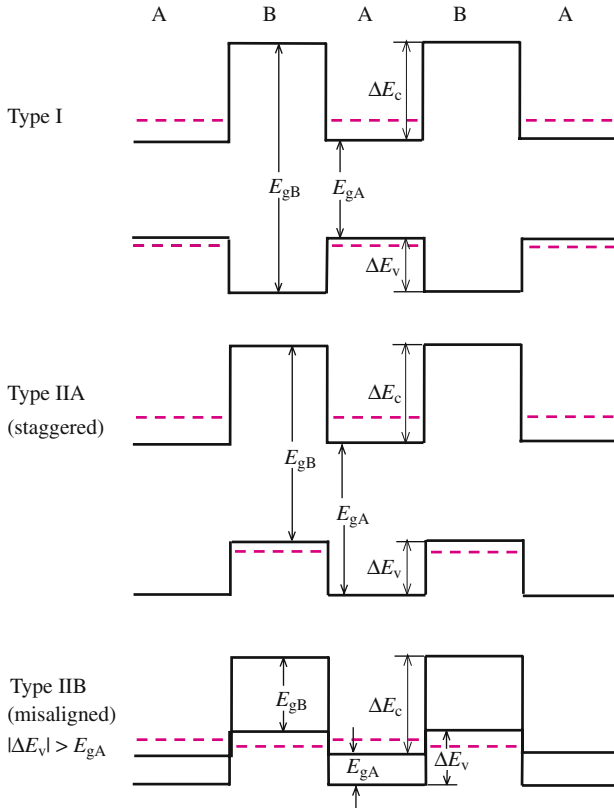 A B A B A
Type I
ΔE_c
E_gB
E_gA
ΔE_v
Type IIA
(staggered)
ΔE_c
E_gB
E_gA
ΔE_v
Type IIB
(misaligned)
|ΔE_v| > E_gA
E_gB
ΔE_c
E_gA
ΔE_v